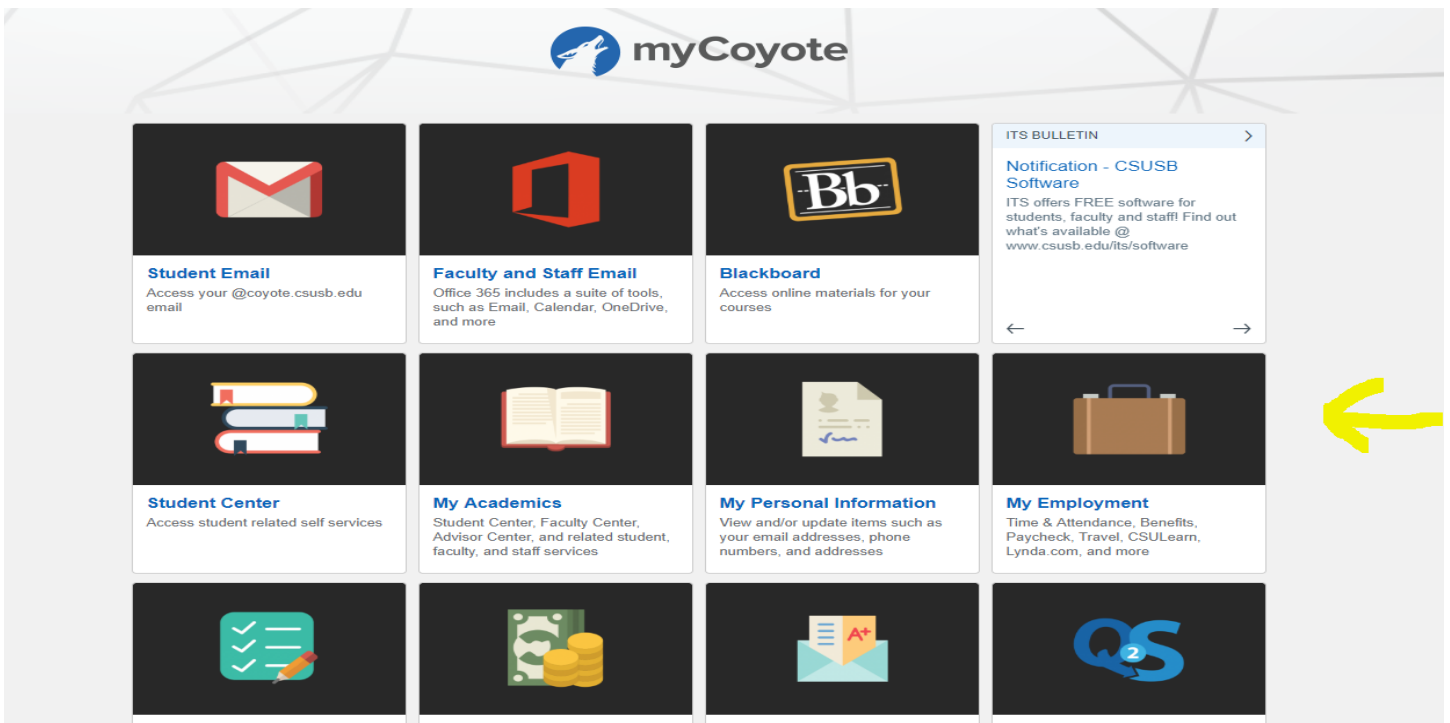 myCoyote
Bb
ITS BULLETIN
Notification - CSUSB
Software
ITS offers FREE software for
students, faculty and staff! Find out
what's available @
www.csusb.edu/its/software
Student Email
Access your @coyote.csusb.edu
email
Faculty and Staff Email
Office 365 includes a suite of tools,
such as Email, Calendar, OneDrive,
and more
Blackboard
Access online materials for your
courses
Student Center
Access student related self services
My Academics
Student Center, Faculty Center,
Advisor Center, and related student,
faculty, and staff services
My Personal Information
View and/or update items such as
your email addresses, phone
numbers, and addresses
My Employment
Time & Attendance, Benefits,
Paycheck, Travel, CSULearn,
Lynda.com, and more
A+
Q2S